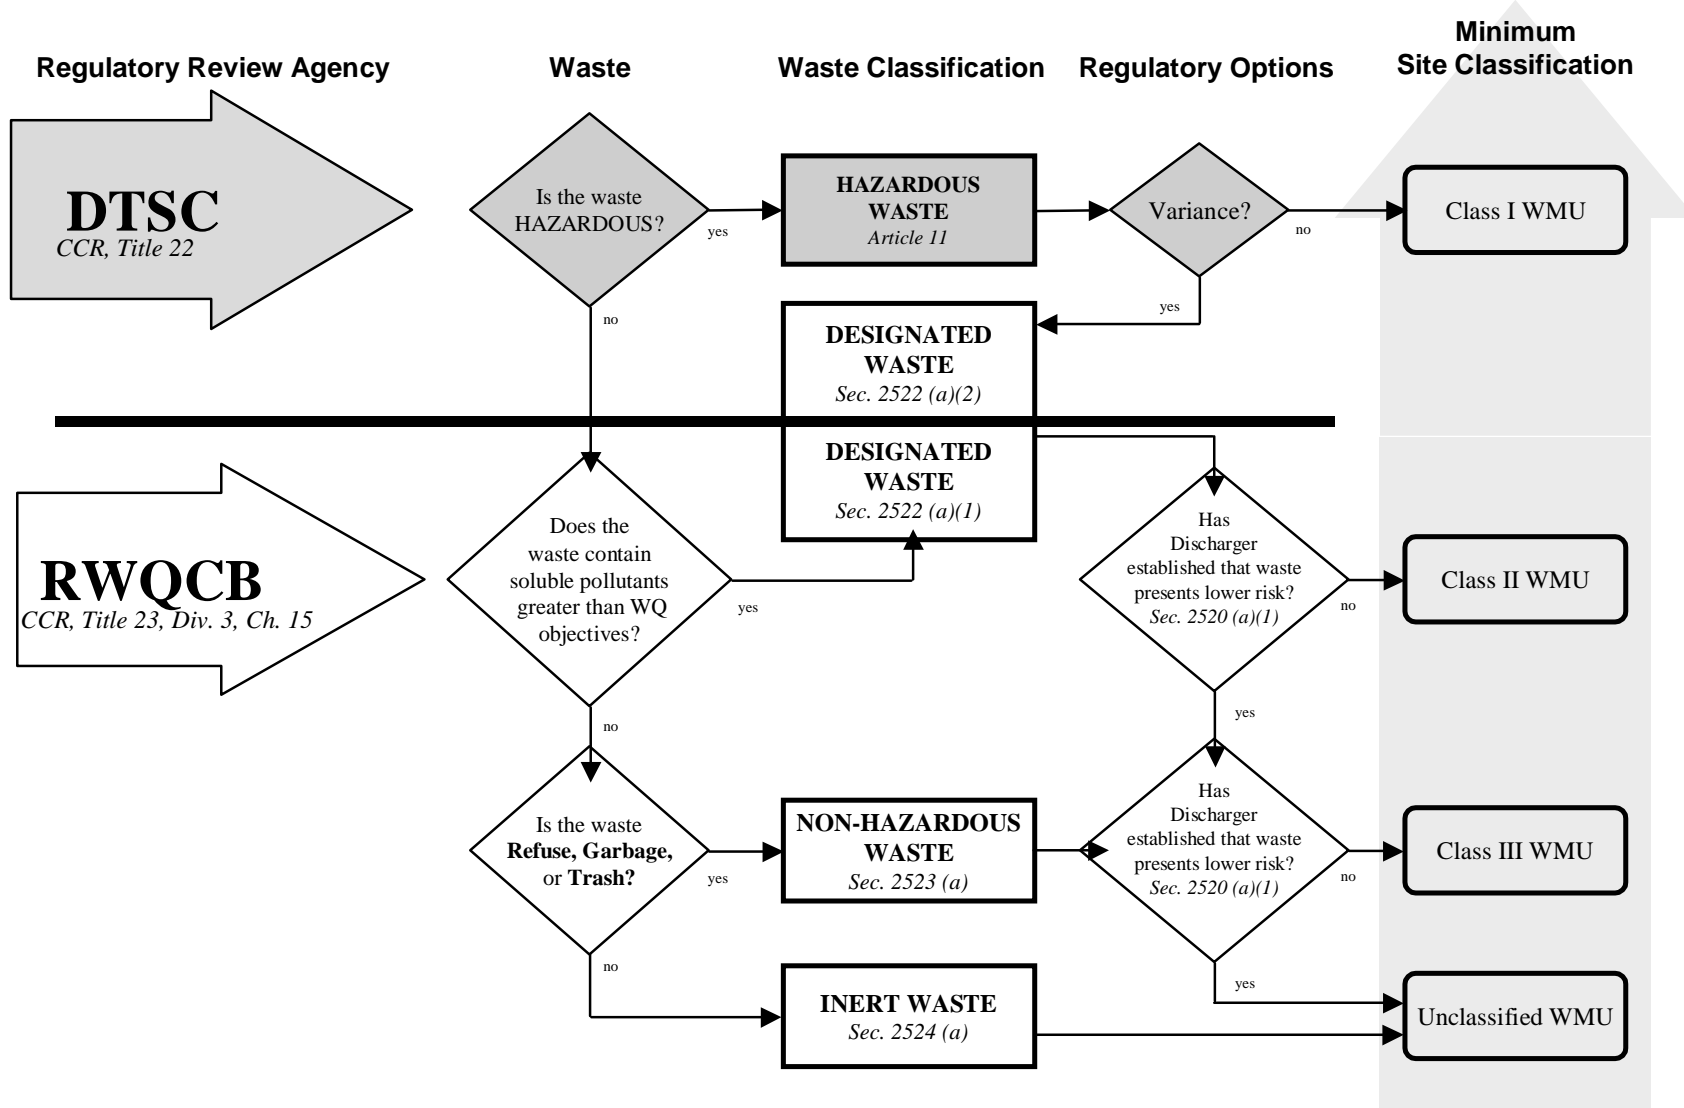 Regulatory Review Agency
Waste
Waste Classification
Regulatory Options
Minimum
Site Classification
DTSC
CCR, Title 22
Is the waste
HAZARDOUS?
yes
no
HAZARDOUS
WASTE
Article 11
Variance?
no
yes
Class I WMU
DESIGNATED
WASTE
Sec. 2522 (a)(2)
DESIGNATED
WASTE
Sec. 2522 (a)(1)
RWQCB
CCR, Title 23, Div. 3, Ch. 15
Does the
waste contain
soluble pollutants
greater than WQ
objectives?
yes
no
Has
Discharger
established that waste
presents lower risk?
Sec. 2520 (a)(1)
no
yes
Class II WMU
Is the waste
Refuse, Garbage,
or Trash?
yes
no
NON-HAZARDOUS
WASTE
Sec. 2523 (a)
Has
Discharger
established that waste
presents lower risk?
Sec. 2520 (a)(1)
no
yes
Class III WMU
INERT WASTE
Sec. 2524 (a)
Unclassified WMU